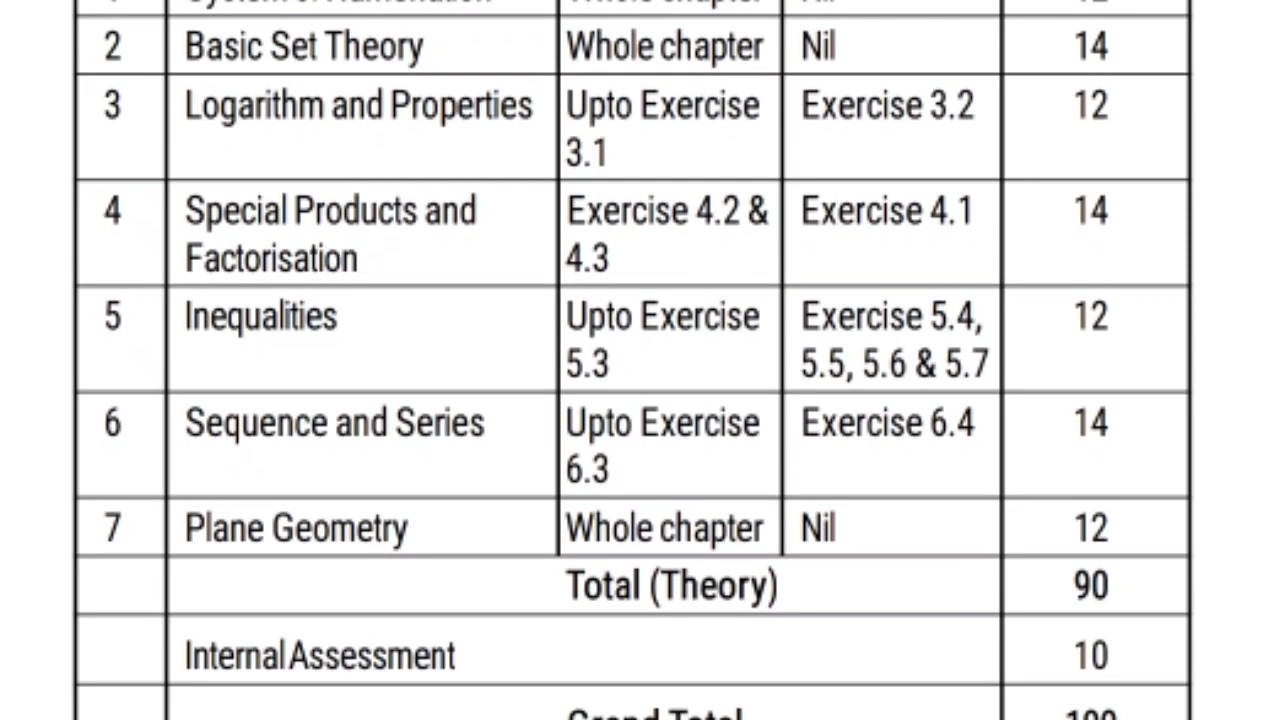 2 Basic Set Theory Whole chapter Nil 14
3 Logarithm and Properties Upto Exercise Exercise 3.2 12
3.1
4 Special Products and Exercise 4.2 & Exercise 4.1 14
Factorisation 4.3
5 Inequalities Upto Exercise Exercise 5.4, 12
5.3 5.5, 5.6 & 5.7
6 Sequence and Series Upto Exercise Exercise 6.4 14
6.3
7 Plane Geometry Whole chapter Nil 12
Total (Theory) 90
Internal Assessment 10
Grand Total 100